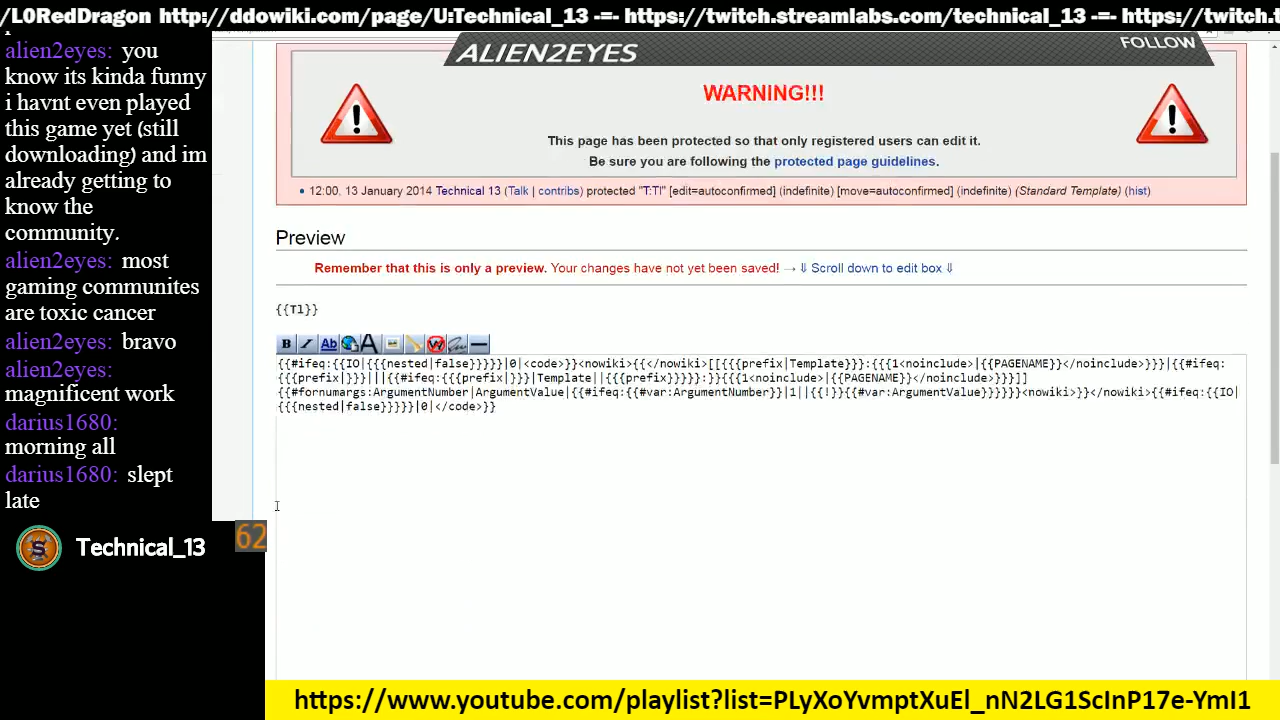 /L0RedDragon http://ddowiki.com/page/U:Technical_13 -=- https://twitch.streamlabs.com/technical_13 -=- https://twitch.t
alien2eyes: you
know its kinda funny
i havnt even played
this game yet (still
downloading) and im
already getting to
know the
community.
alien2eyes: most
gaming communites
are toxic cancer
alien2eyes: bravo
alien2eyes:
magnificent work
darius1680:
morning all
darius1680: slept
late
Technical_13
62
ALIEN2EYES
FOLLOW
WARNING!!!
This page has been protected so that only registered users can edit it.
Be sure you are following the protected page guidelines.
• 12:00, 13 January 2014 Technical 13 (Talk | contribs) protected "T:Tl" [edit=autoconfirmed] (indefinite) [move=autoconfirmed] (indefinite) (Standard Template) (hist)
Preview
Remember that this is only a preview. Your changes have not yet been saved! → ⇓ Scroll down to edit box ⇓
{{Tl}}
B I Ab A W
{{#ifeq:{{IO|{{{nested|false}}}}}|0|<code>}}<nowiki>{{</nowiki>[[{{{prefix|Template}}}:{{{1<noinclude>|{{PAGENAME}}</noinclude>}}}|{{#ifeq:
{{{prefix|}}}|||{{#ifeq:{{{prefix|}}}|Template||{{{prefix}}}}}:}}{{{1<noinclude>|{{PAGENAME}}</noinclude>}}}]]
{{#fornumargs:ArgumentNumber|ArgumentValue|{{#ifeq:{{#var:ArgumentNumber}}|1||{{!}}{{#var:ArgumentValue}}}}}}<nowiki>}}</nowiki>{{#ifeq:{{IO|
{{{nested|false}}}}}|0|</code>}}
https://www.youtube.com/playlist?list=PLyXoYvmptXuEl_nN2LG1ScInP17e-YmI1